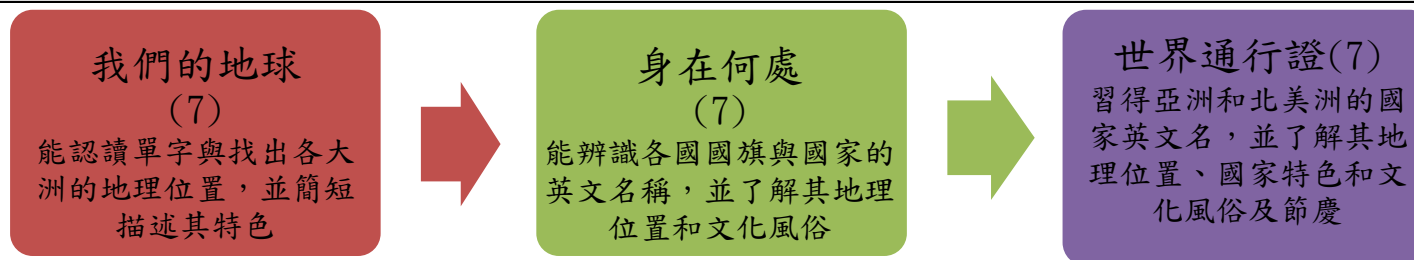 我們的地球
(7)
能認讀單字與找出各大
洲的地理位置，並簡短
描述其特色
身在何處
(7)
能辨識各國國旗與國家的
英文名稱，並了解其地理
位置和文化風俗
世界通行證(7)
習得亞洲和北美洲的國
家英文名，並了解其地
理位置、國家特色和文
化風俗及節慶